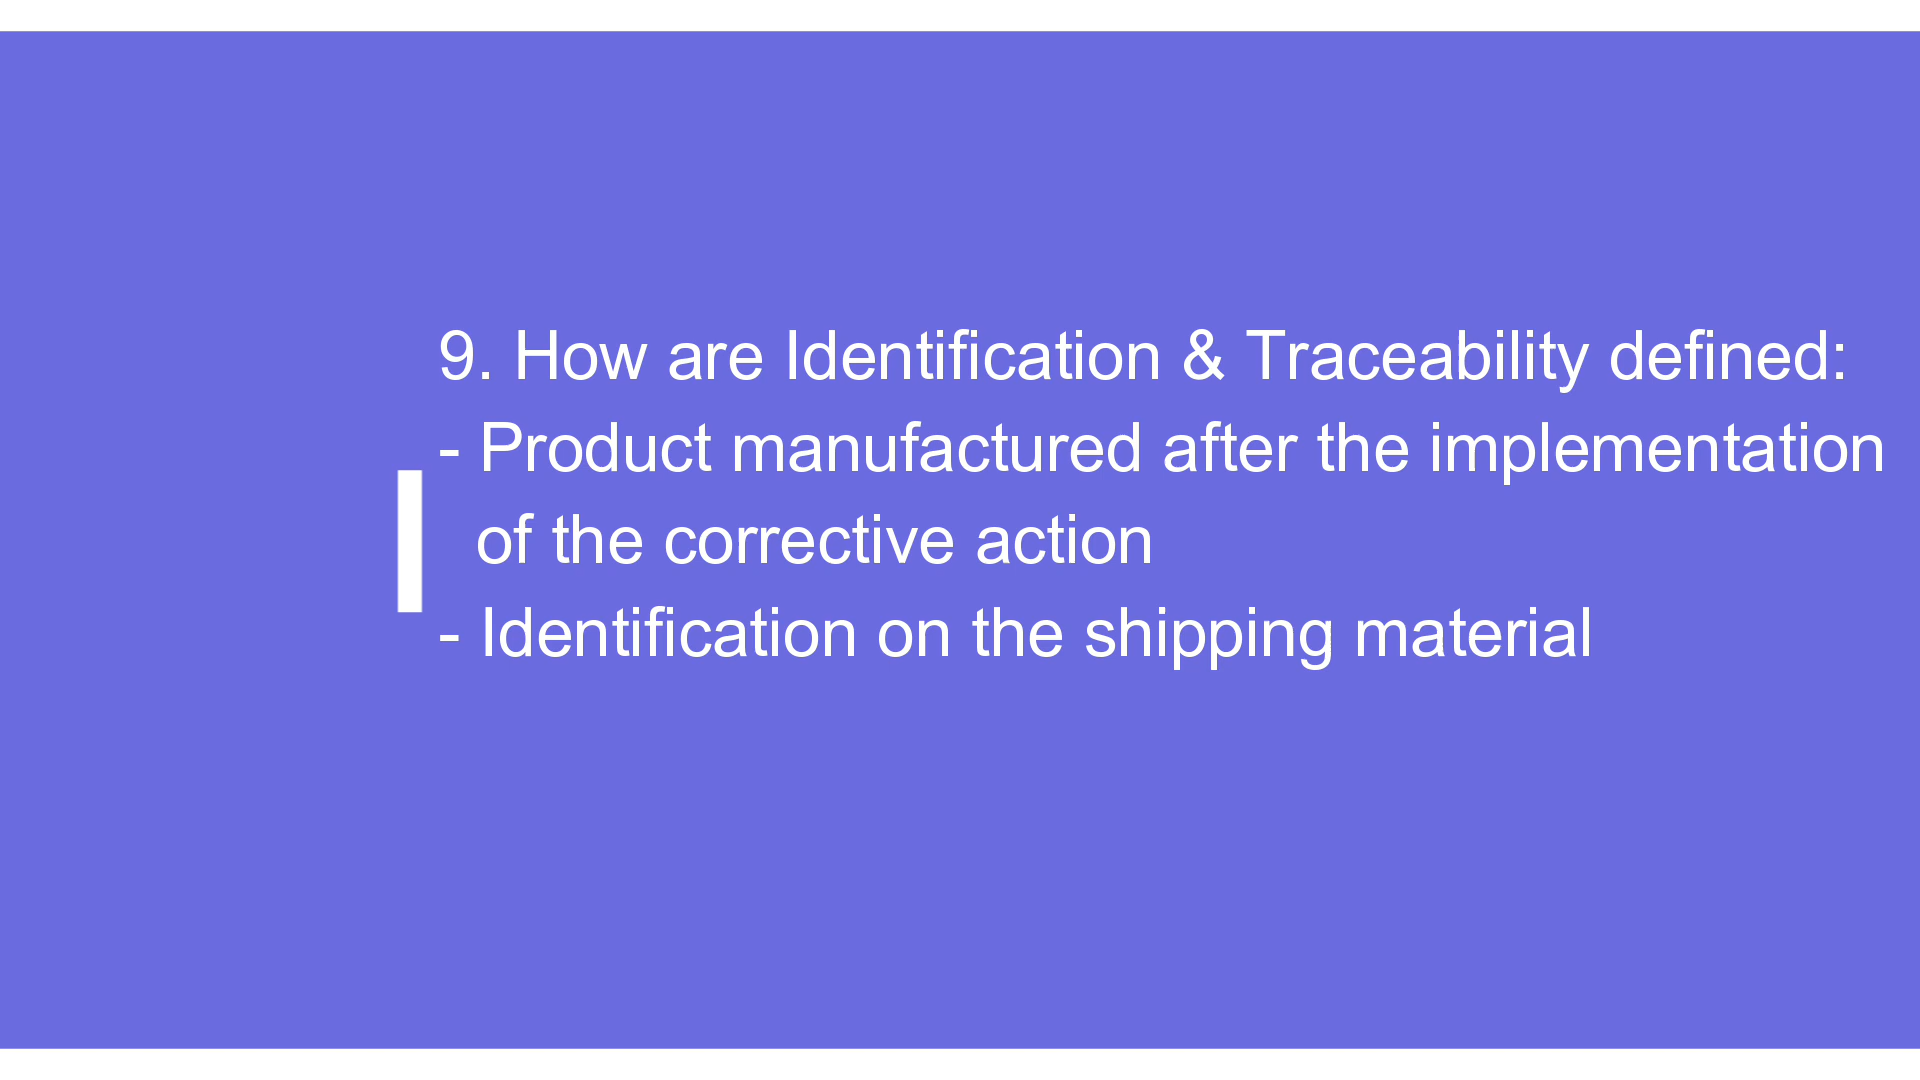 9. How are Identification & Traceability defined:
- Product manufactured after the implementation
of the corrective action
- Identification on the shipping material